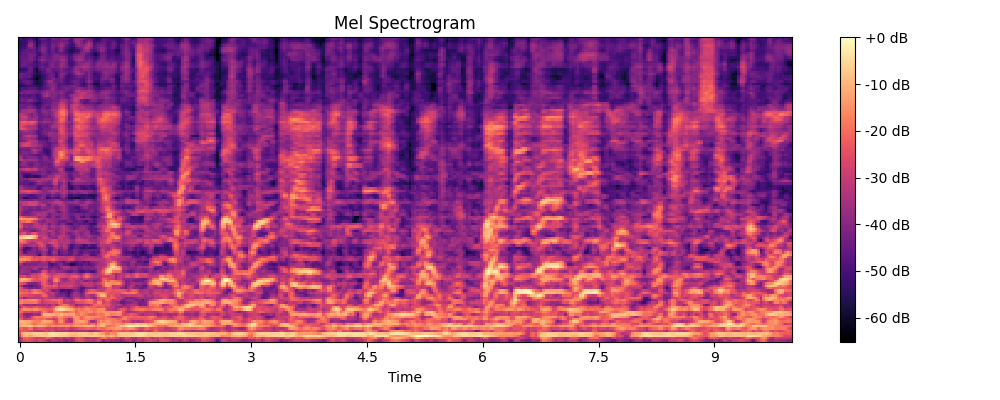 Mel Spectrogram
+0 dB
-10 dB
-20 dB
-30 dB
-40 dB
-50 dB
-60 dB
0
1.5
3
4.5
6
7.5
9
Time